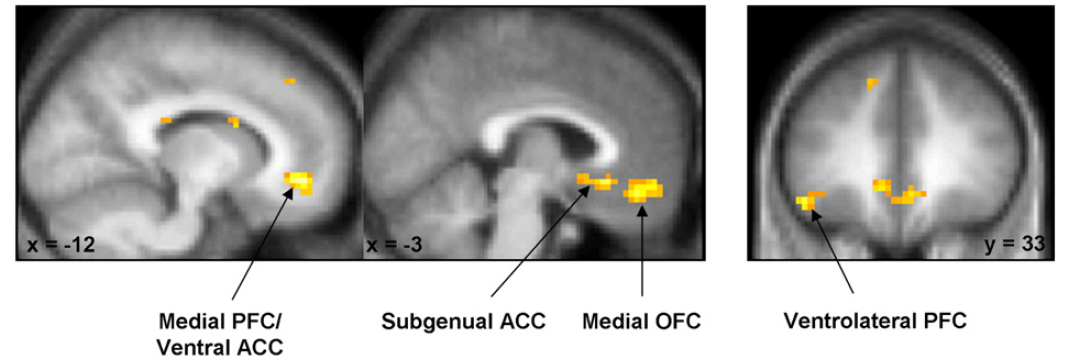 x = -12
x = -3
y = 33
Medial PFC/
Ventral ACC
Subgenual ACC
Medial OFC
Ventrolateral PFC